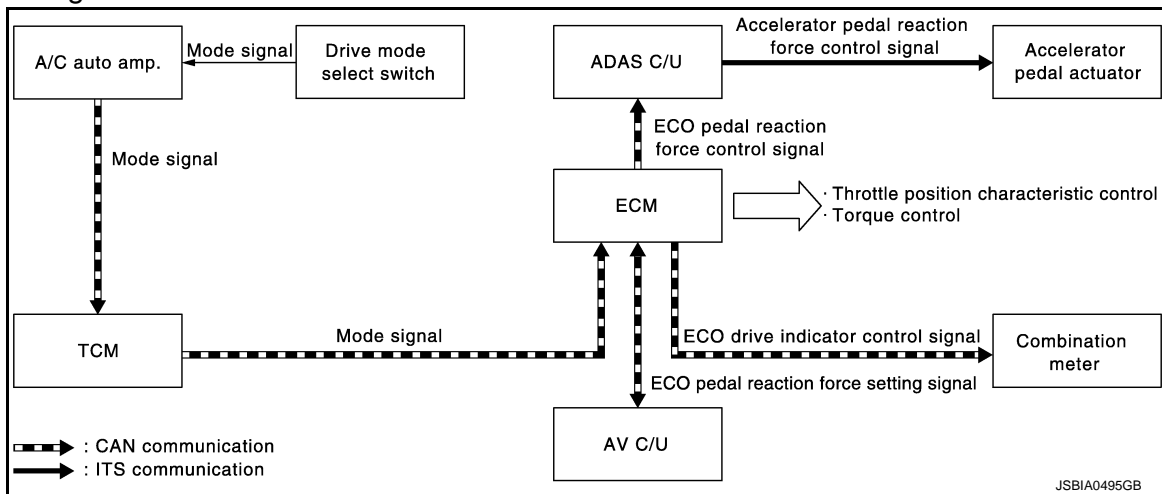 A/C auto amp.
Mode signal
Drive mode
select switch
ADAS C/U
Accelerator pedal reaction
force control signal
Accelerator
pedal actuator
Mode signal
ECO pedal reaction
force control signal
ECM
· Throttle position characteristic control
· Torque control
TCM
Mode signal
ECO drive indicator control signal
Combination
meter
ECO pedal reaction force setting signal
AV C/U
: CAN communication
: ITS communication
JSBIA0495GB